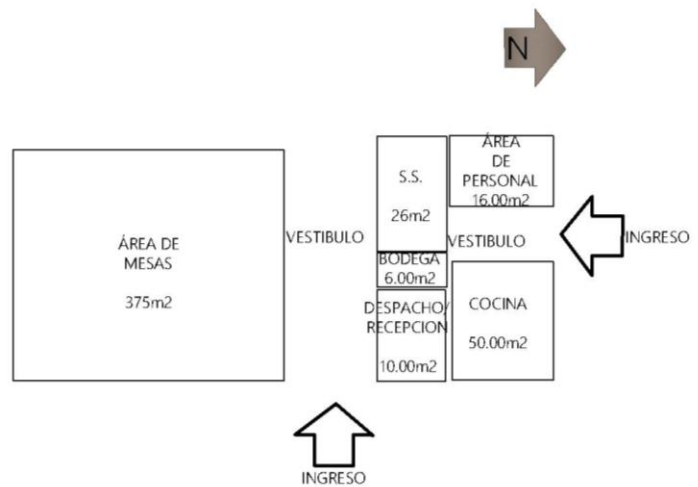 N
ÁREA DE
MESAS
375m2
VESTIBULO
S.S.
26m2
ÁREA
DE
PERSONAL
16.00m2
VESTIBULO
INGRESO
BODEGA
6.00m2
DESPACHO/
RECEPCION
10.00m2
COCINA
50.00m2
INGRESO